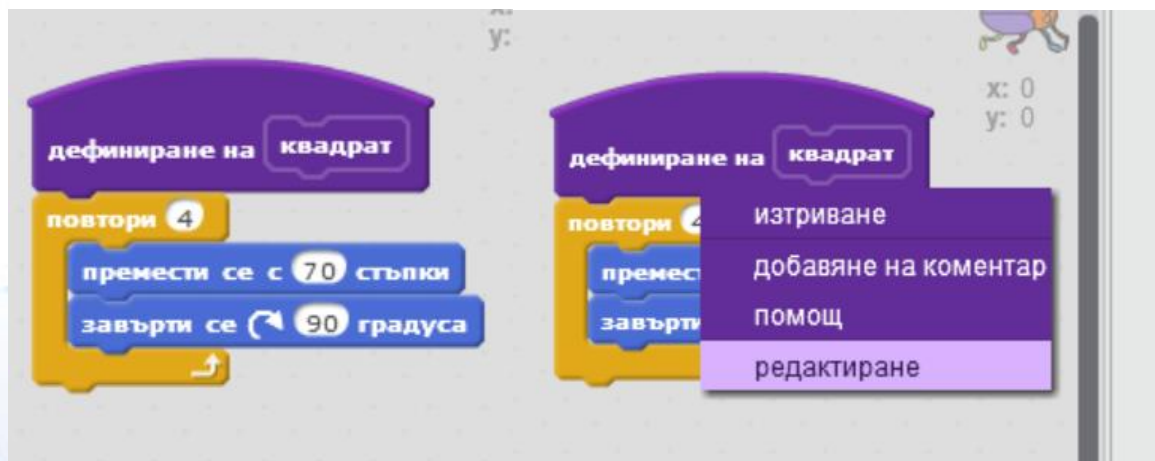 y:
дефиниране на квадрат
повтори 4
премести се с 70 стъпки
завърти се 90 градуса
x: 0
y: 0
дефиниране на квадрат
повтори
премест
завърти
изтриване
добавяне на коментар
помощ
редактиране